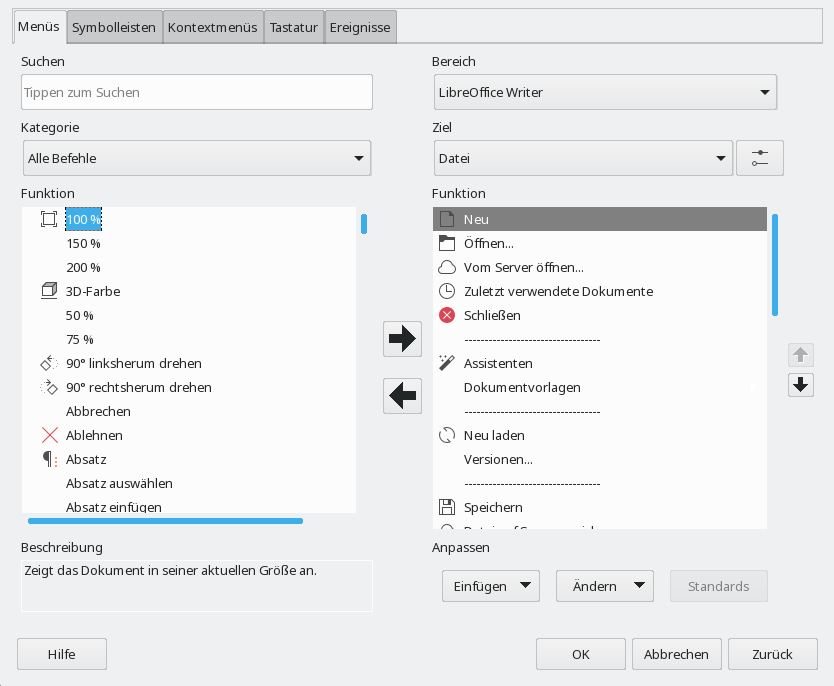 Menüs Symbolleisten Kontextmenüs Tastatur Ereignisse
Suchen
Tippen zum Suchen
Kategorie
Alle Befehle
Funktion
100 %
150 %
200 %
3D-Farbe
50 %
75 %
90° linksherum drehen
90° rechtsherum drehen
Abbrechen
Ablehnen
Absatz
Absatz auswählen
Absatz einfügen
Beschreibung
Zeigt das Dokument in seiner aktuellen Größe an.
Bereich
LibreOffice Writer
Ziel
Datei
Funktion
Neu
Öffnen...
Vom Server öffnen...
Zuletzt verwendete Dokumente
Schließen
----------------------------------
Assistenten
Dokumentvorlagen
----------------------------------
Neu laden
Versionen...
----------------------------------
Speichern
Anpassen
Einfügen Ändern Standards
Hilfe OK Abbrechen Zurück